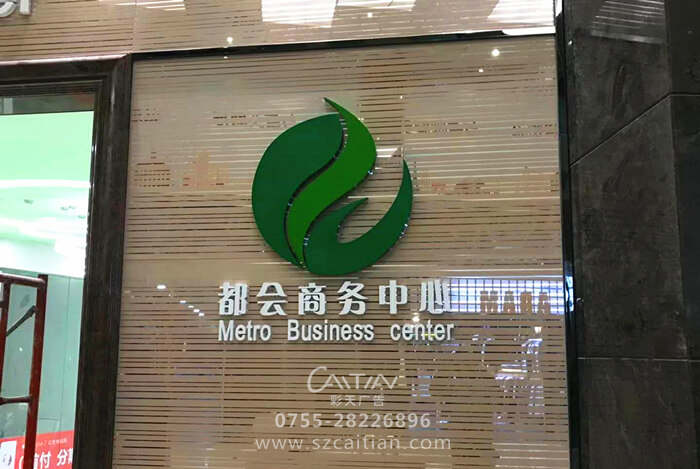 都会商务中心
Metro Business center
CAITIAN
彩天广告
0755-28226896
www.szcaitian.com